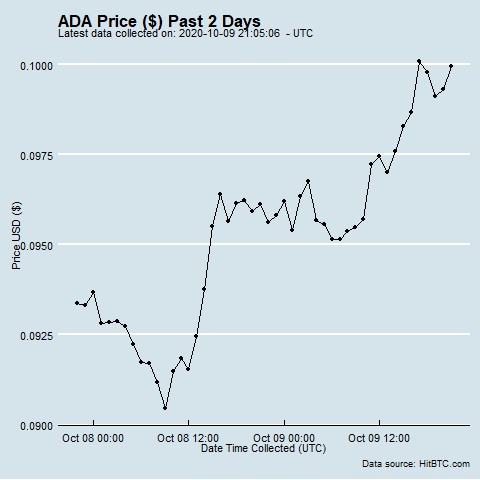 ADA Price ($) Past 2 Days
Latest data collected on: 2020-10-09 21:05:06  - UTC
0.1000
0.0975
0.0950
0.0925
0.0900
Price USD ($)
Oct 08 00:00 Oct 08 12:00 Oct 09 00:00 Oct 09 12:00
Date Time Collected (UTC)
Data source: HitBTC.com